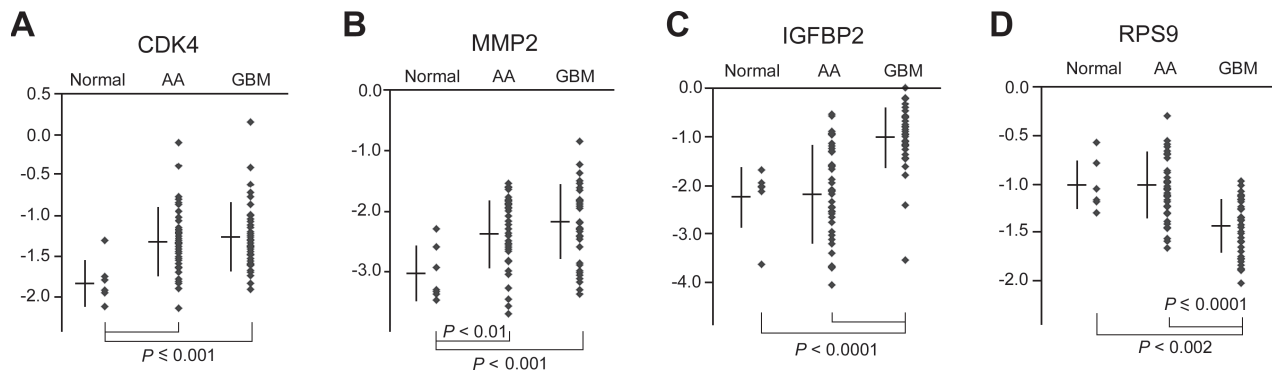 A
CDK4
Normal AA GBM
0.5
0.0
-0.5
-1.0
-1.5
-2.0
P ≤ 0.001
B
MMP2
Normal AA GBM
0.0
-1.0
-2.0
-3.0
P < 0.01
P < 0.001
C
IGFBP2
Normal AA GBM
0.0
-1.0
-2.0
-3.0
-4.0
P < 0.0001
D
RPS9
Normal AA GBM
0.0
-0.5
-1.0
-1.5
-2.0
P ≤ 0.0001
P < 0.002